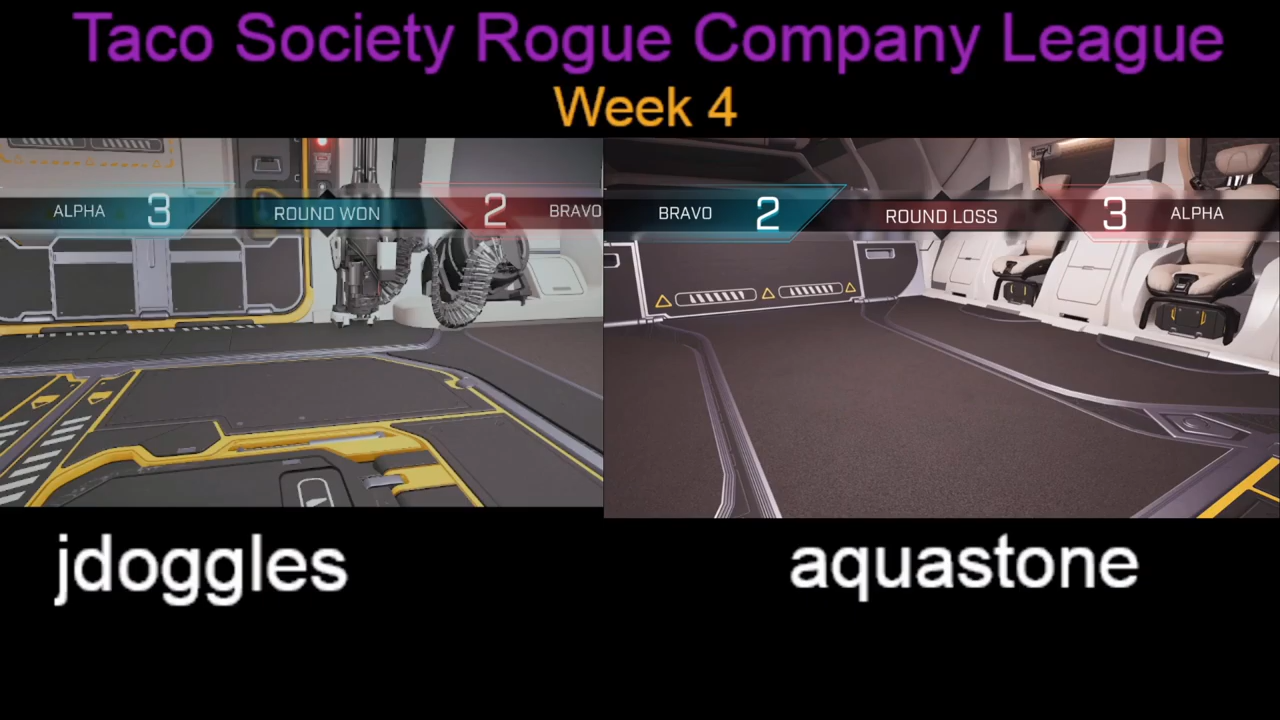 Taco Society Rogue Company League
Week 4
ALPHA 3 ROUND WON 2 BRAVO
BRAVO 2 ROUND LOSS 3 ALPHA
jdoggles
aquastone